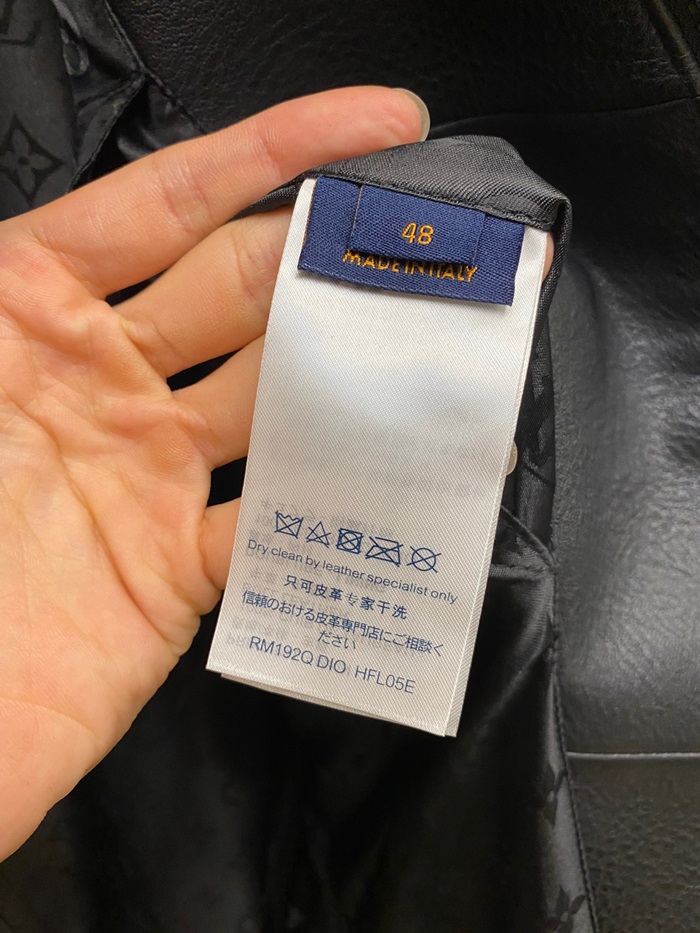 48
MADE IN ITALY
Dry clean by leather specialist only
只可皮革专家干洗
信頼のおける皮革専門店にご相談く
ださい
RM192Q DIO HFL05E